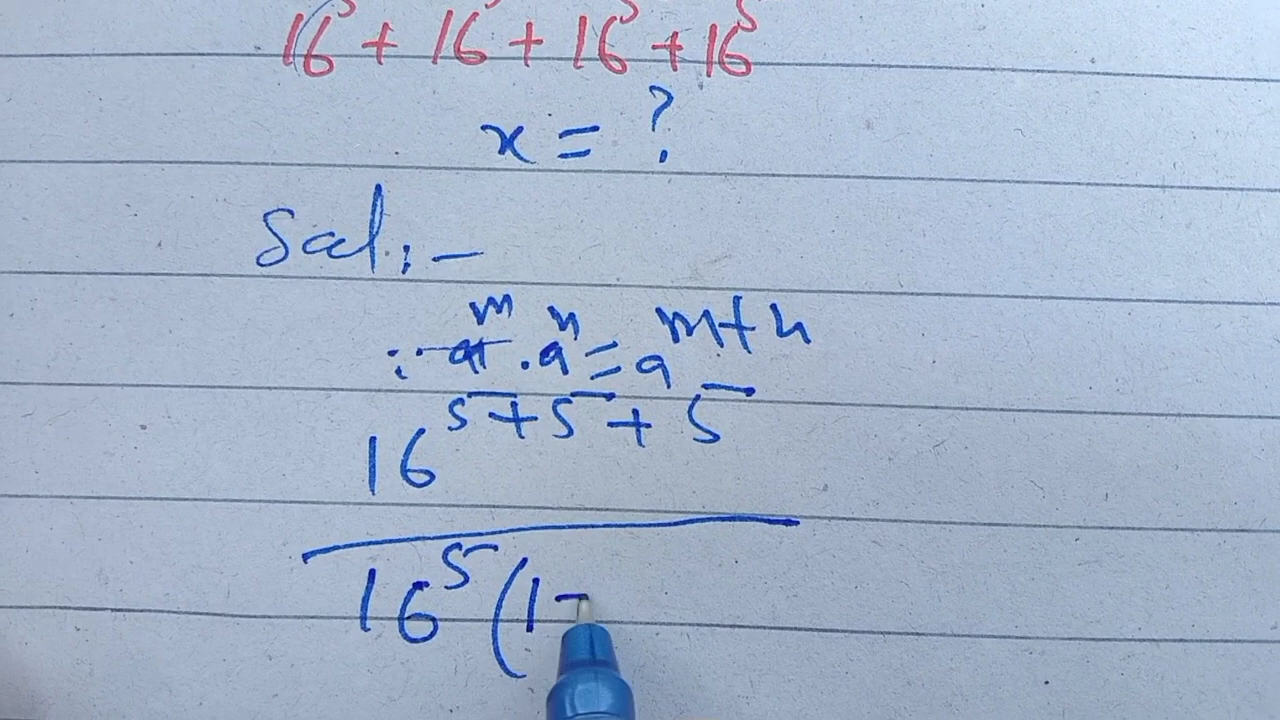 16⁵ + 16⁵ + 16⁵ + 16⁵
x = ?
Sol:-
∵ aᵐ . aⁿ = aᵐ⁺ⁿ
16⁵⁺⁵⁺⁵
16⁵ (1